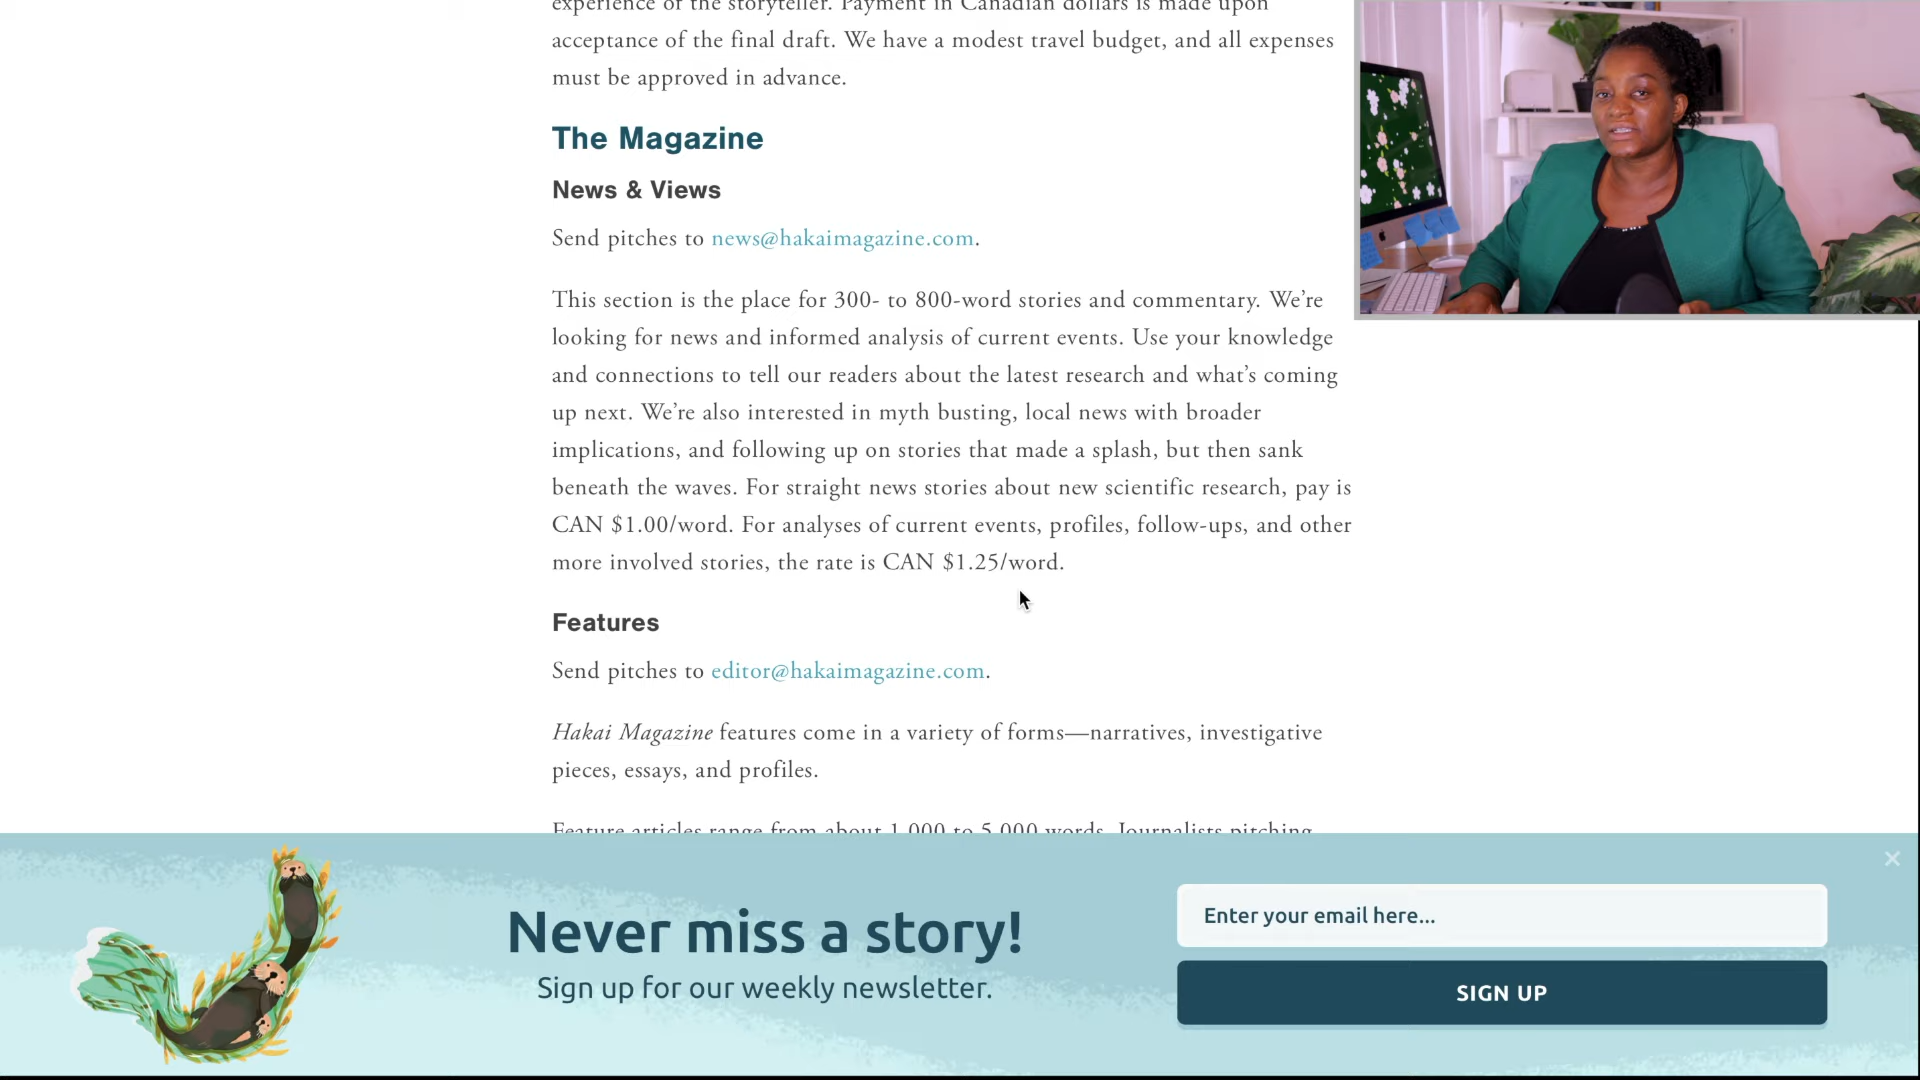 experience of the storyteller. Payment in Canadian dollars is made upon
acceptance of the final draft. We have a modest travel budget, and all expenses
must be approved in advance.
The Magazine
News & Views
Send pitches to news@hakaimagazine.com.
This section is the place for 300- to 800-word stories and commentary. We’re
looking for news and informed analysis of current events. Use your knowledge
and connections to tell our readers about the latest research and what’s coming
up next. We’re also interested in myth busting, local news with broader
implications, and following up on stories that made a splash, but then sank
beneath the waves. For straight news stories about new scientific research, pay is
CAN $1.00/word. For analyses of current events, profiles, follow-ups, and other
more involved stories, the rate is CAN $1.25/word.
Features
Send pitches to editor@hakaimagazine.com.
Hakai Magazine features come in a variety of forms—narratives, investigative
pieces, essays, and profiles.
Feature articles range from about 1,000 to 5,000 words. Journalists pitching
Never miss a story!
Sign up for our weekly newsletter.
Enter your email here...
SIGN UP